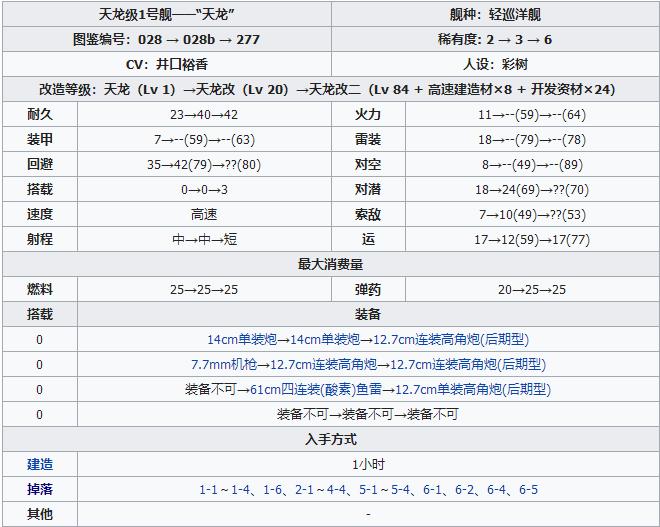 天龙级1号舰——“天龙” 舰种：轻巡洋舰
图鉴编号：028 → 028b → 277 稀有度: 2 → 3 → 6
CV：井口裕香 人设：彩树
改造等级：天龙（Lv 1）→天龙改（Lv 20）→天龙改二（Lv 84 + 高速建造材×8 + 开发资材×24）
耐久 23→40→42 火力 11→--(59)→--(64)
装甲 7→--(59)→--(63) 雷装 18→--(79)→--(78)
回避 35→42(79)→??(80) 对空 8→--(49)→--(89)
搭载 0→0→3 对潜 18→24(69)→??(70)
速度 高速 索敌 7→10(49)→??(53)
射程 中→中→短 运 17→12(59)→17(77)
最大消费量
燃料 25→25→25 弹药 20→25→25
搭载 装备
0 14cm单装炮→14cm单装炮→12.7cm连装高角炮(后期型)
0 7.7mm机枪→12.7cm连装高角炮→12.7cm连装高角炮(后期型)
0 装备不可→61cm四连装(酸素)鱼雷→12.7cm单装高角炮(后期型)
0 装备不可→装备不可→装备不可
入手方式
建造 1小时
掉落 1-1～1-4、1-6、2-1～4-4、5-1～5-4、6-1、6-2、6-4、6-5
其他 -